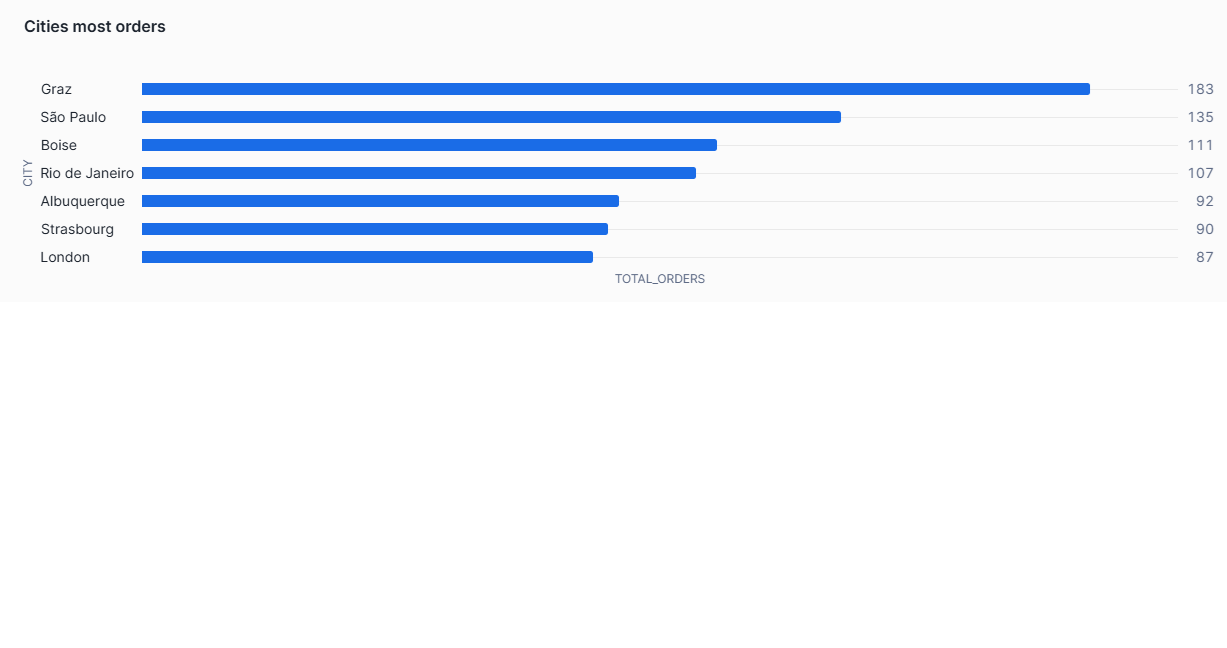 Cities most orders
CITY
Graz 183
São Paulo 135
Boise 111
Rio de Janeiro 107
Albuquerque 92
Strasbourg 90
London 87
TOTAL_ORDERS